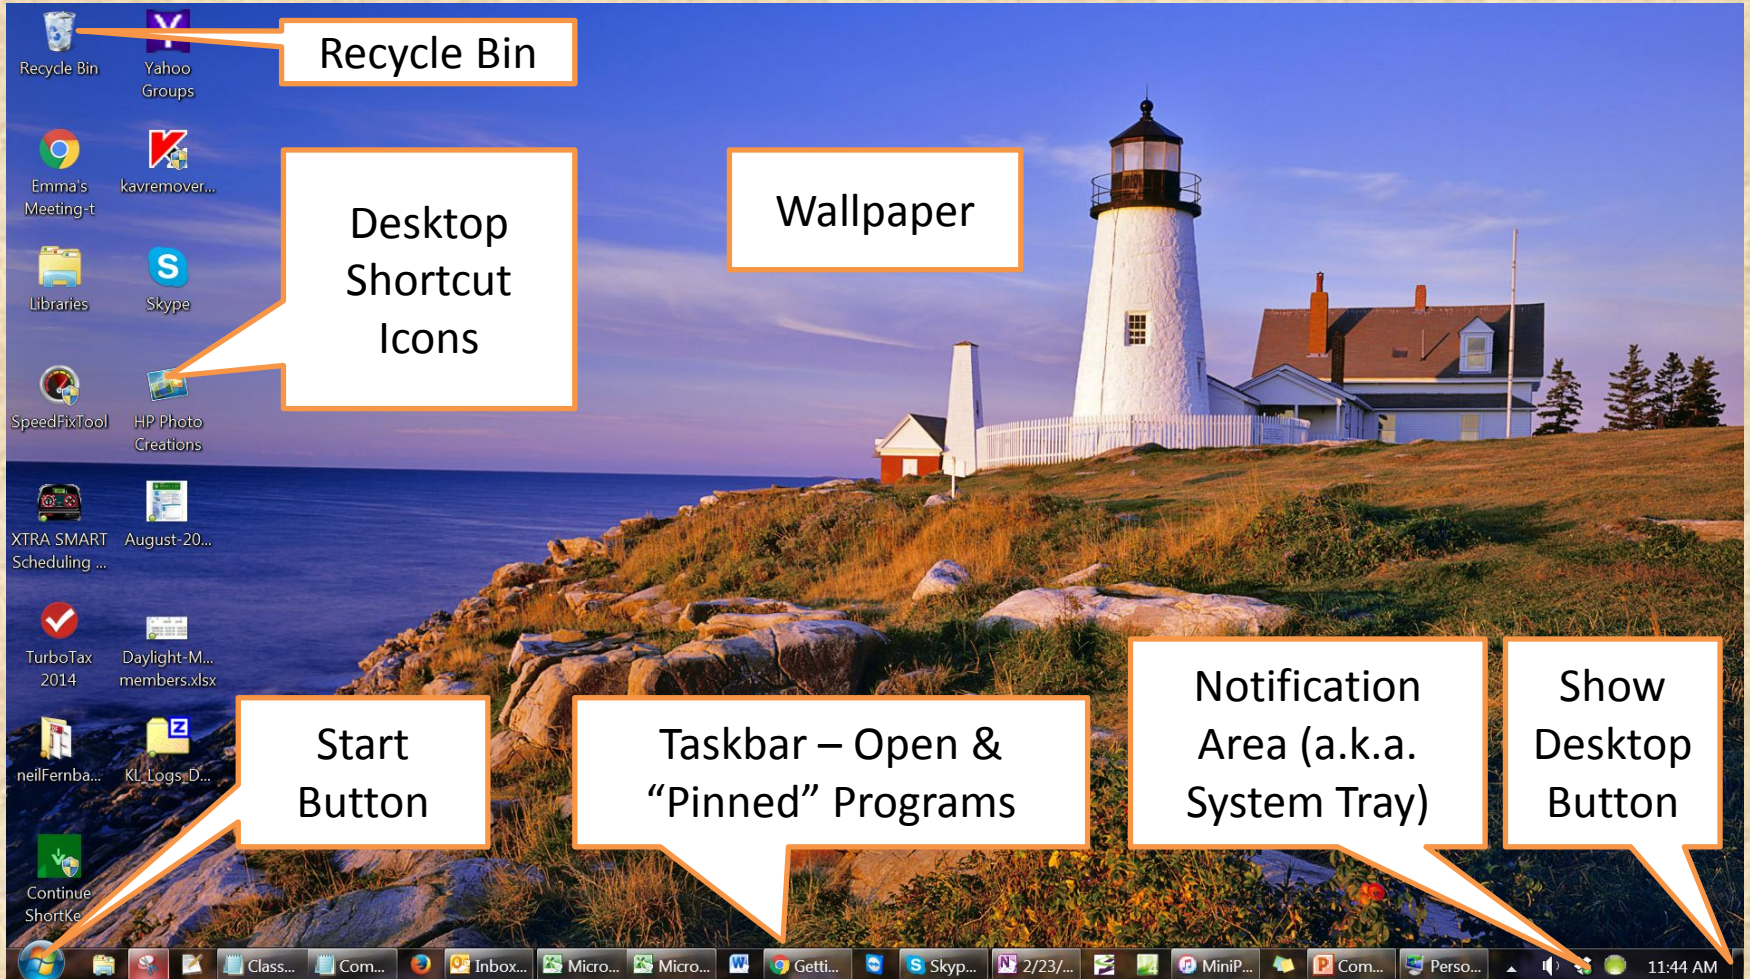 Recycle Bin
Yahoo
Groups
Recycle Bin
Emma's
Meeting-t
kavremover...
Desktop
Shortcut
Icons
Wallpaper
Libraries
Skype
SpeedFixTool
HP Photo
Creations
XTRA SMART
Scheduling ...
August-20...
TurboTax
2014
Daylight-M...
members.xlsx
neilFernba...
KL_Logs_D...
Start
Button
Taskbar – Open &
“Pinned” Programs
Notification
Area (a.k.a.
System Tray)
Show
Desktop
Button
Continue
ShortKe...
Class...
Com...
Inbox...
Micro...
Micro...
Getti...
Skyp...
2/23/...
MiniP...
Com...
Perso...
11:44 AM